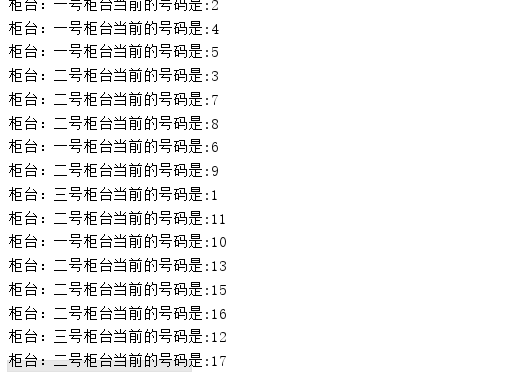 柜台：一号柜台当前的号码是:2
柜台：一号柜台当前的号码是:4
柜台：一号柜台当前的号码是:5
柜台：二号柜台当前的号码是:3
柜台：二号柜台当前的号码是:7
柜台：二号柜台当前的号码是:8
柜台：一号柜台当前的号码是:6
柜台：二号柜台当前的号码是:9
柜台：三号柜台当前的号码是:1
柜台：二号柜台当前的号码是:11
柜台：一号柜台当前的号码是:10
柜台：二号柜台当前的号码是:13
柜台：二号柜台当前的号码是:15
柜台：二号柜台当前的号码是:16
柜台：三号柜台当前的号码是:12
柜台：二号柜台当前的号码是:17